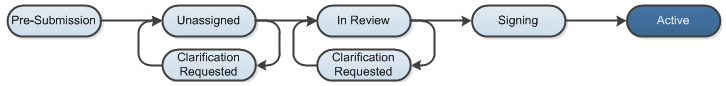 Pre-Submission
Unassigned
In Review
Signing
Active
Clarification
Requested
Clarification
Requested